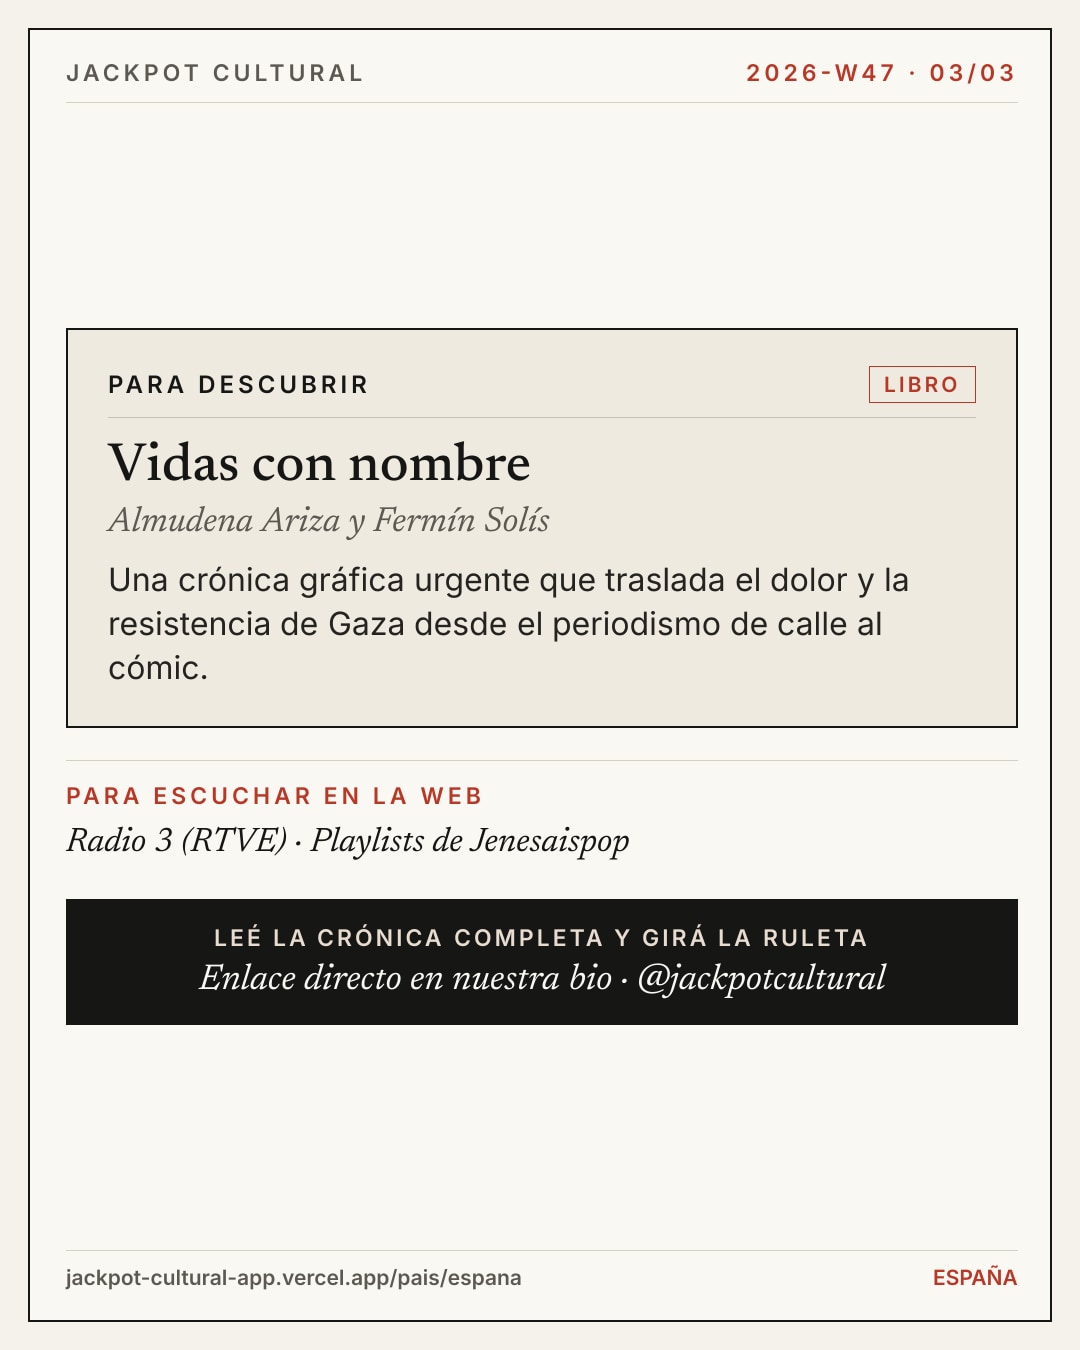 JACKPOT CULTURAL
2026-W47 · 03/03
PARA DESCUBRIR
LIBRO
Vidas con nombre
Almudena Ariza y Fermín Solís
Una crónica gráfica urgente que traslada el dolor y la
resistencia de Gaza desde el periodismo de calle al
cómic.
PARA ESCUCHAR EN LA WEB
Radio 3 (RTVE) · Playlists de Jenesaispop
LEÉ LA CRÓNICA COMPLETA Y GIRÁ LA RULETA
Enlace directo en nuestra bio · @jackpotcultural
jackpot-cultural-app.vercel.app/pais/espana
ESPAÑA